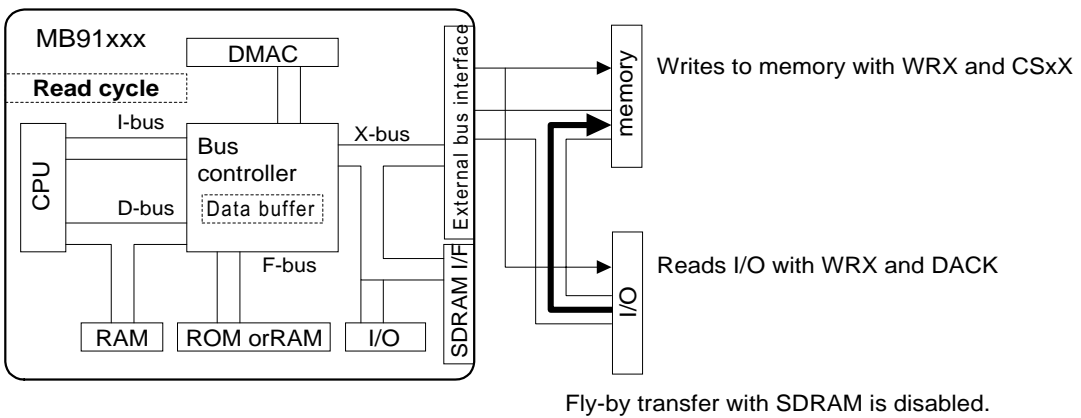 MB91xxx
DMAC
Read cycle
I-bus
X-bus
CPU
Bus
controller
Data buffer
D-bus
F-bus
RAM
ROM orRAM
I/O
External bus interface
SDRAM I/F
memory
Writes to memory with WRX and CSxX
I/O
Reads I/O with WRX and DACK
Fly-by transfer with SDRAM is disabled.